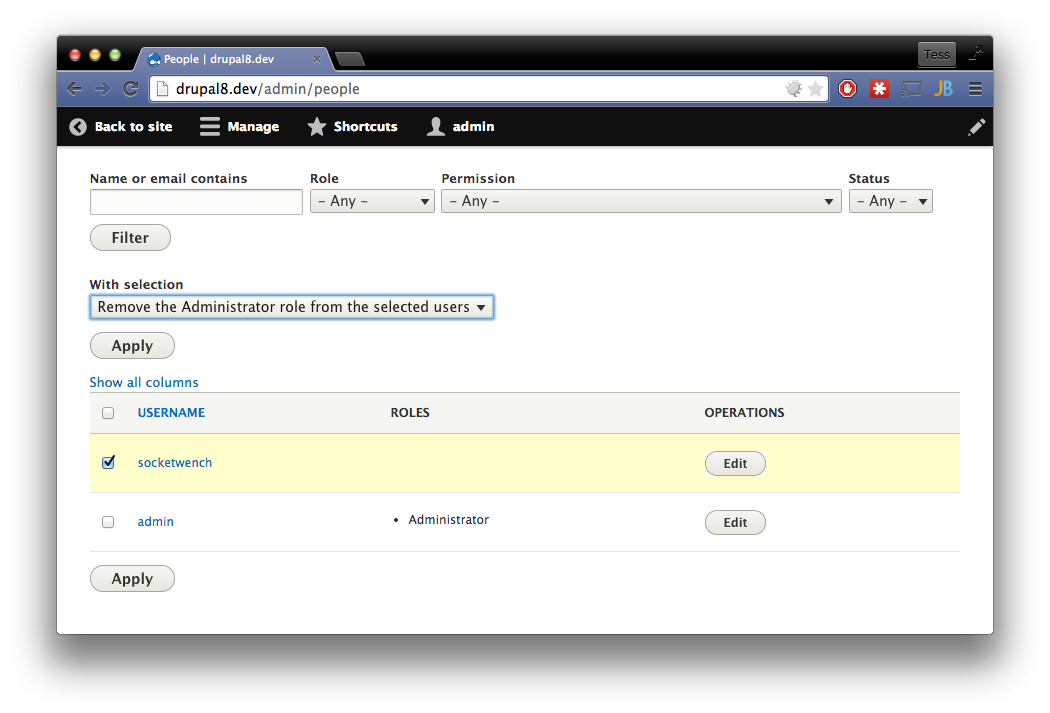 People | drupal8.dev
Tess
drupal8.dev/admin/people
JB
Back to site Manage Shortcuts admin
Name or email contains Role Permission Status
- Any - - Any - - Any -
Filter
With selection
Remove the Administrator role from the selected users
Apply
Show all columns
USERNAME ROLES OPERATIONS
socketwench Edit
admin • Administrator Edit
Apply